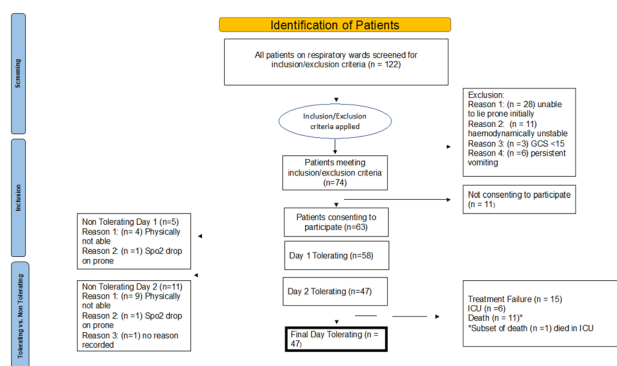 Identification of Patients
Screening
All patients on respiratory wards screened for
inclusion/exclusion criteria (n = 122)
Inclusion/Exclusion
criteria applied
Exclusion:
Reason 1: (n = 28) unable
to lie prone initially
Reason 2: (n = 11)
haemodynamically unstable
Reason 3: (n =3) GCS <15
Reason 4: (n =6) persistent
vomiting
Inclusion
Patients meeting
inclusion/exclusion criteria
(n=74)
Not consenting to participate
(n = 11)
Patients consenting to
participate (n=63)
Non Tolerating Day 1 (n=5)
Reason 1: (n= 4) Physically
not able
Reason 2: (n =1) Spo2 drop
on prone
Day 1 Tolerating (n=58)
Tolerating vs. Non Tolerating
Non Tolerating Day 2 (n=11)
Reason 1: (n= 9) Physically
not able
Reason 2: (n =1) Spo2 drop
on prone
Reason 3: (n=1) no reason
recorded
Day 2 Tolerating (n=47)
Treatment Failure (n = 15)
ICU (n =6)
Death (n = 11)*
*Subset of death (n =1) died in ICU
Final Day Tolerating (n =
47)